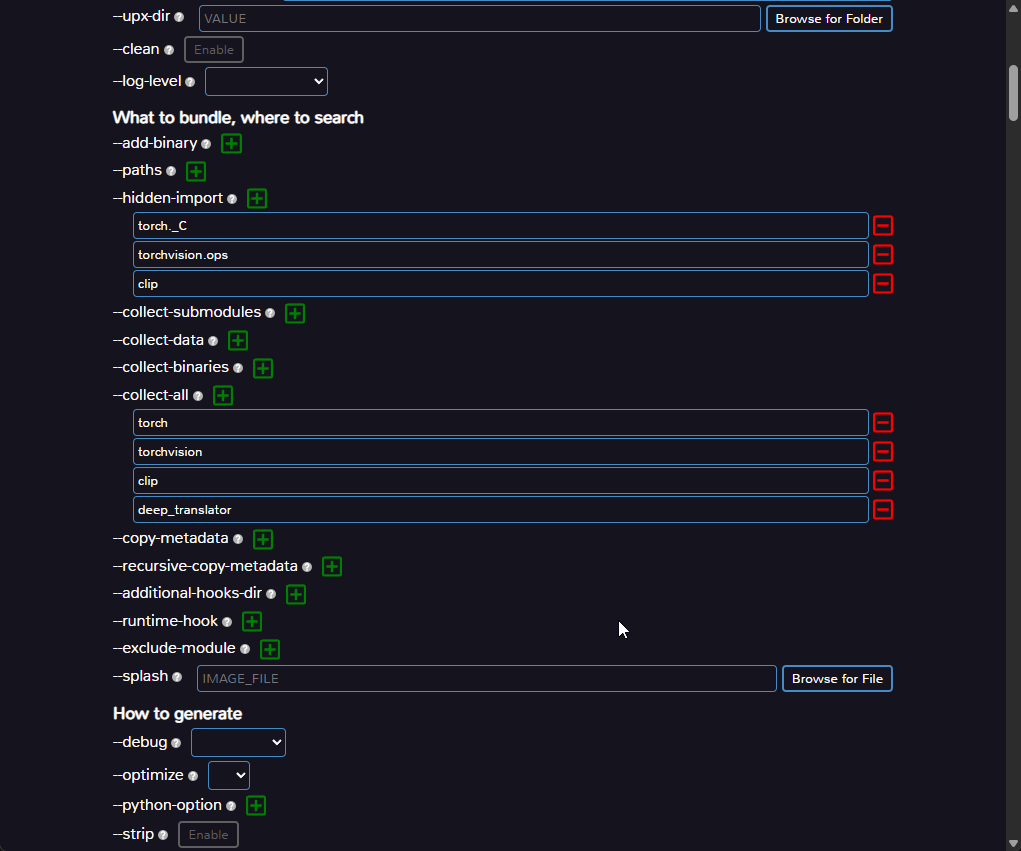 --upx-dir ? VALUE Browse for Folder
--clean ? Enable
--log-level ?
What to bundle, where to search
--add-binary ?
--paths ?
--hidden-import ?
torch._C
torchvision.ops
clip
--collect-submodules ?
--collect-data ?
--collect-binaries ?
--collect-all ?
torch
torchvision
clip
deep_translator
--copy-metadata ?
--recursive-copy-metadata ?
--additional-hooks-dir ?
--runtime-hook ?
--exclude-module ?
--splash ? IMAGE_FILE Browse for File
How to generate
--debug ?
--optimize ?
--python-option ?
--strip ? Enable